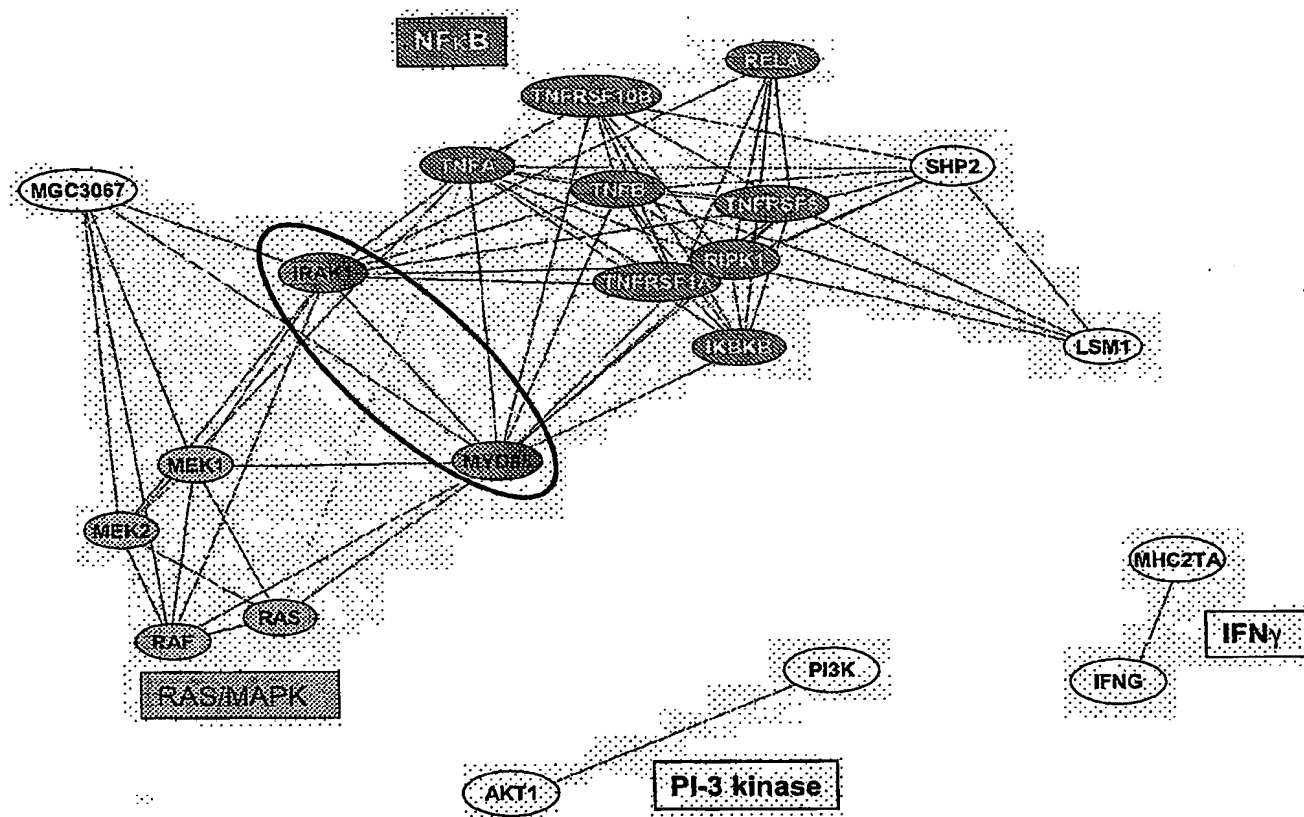 NFκB
RELA
TNFRSF10B
TNFA
SHP2
MGC3067
TNFB
IRAK1
RIPK1
TNFRSF1A
IKBKB
LSM1
MEK1
MEK2
MHC2TA
RAS
RAF
IFNγ
PI3K
IFNG
RAS/MAPK
PI-3 kinase
AKT1